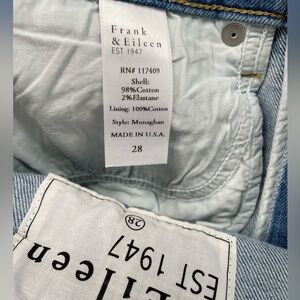 Frank
& Eileen
EST 1947
RN# 117409
Shell:
98%Cotton
2%Elastane
Lining: 100%Cotton
Style: Monaghan
MADE IN U.S.A.
28
28
Eileen
EST 1947